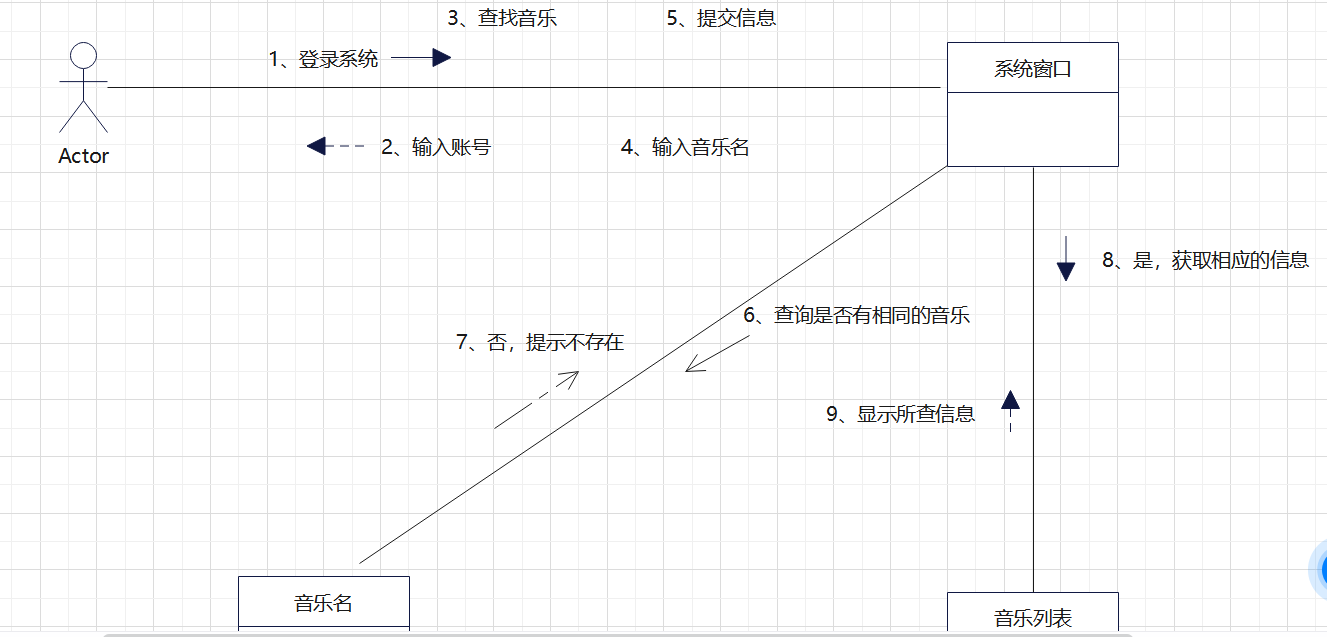 3、查找音乐
5、提交信息
1、登录系统
系统窗口
2、输入账号
4、输入音乐名
Actor
8、是，获取相应的信息
6、查询是否有相同的音乐
7、否，提示不存在
9、显示所查信息
音乐名
音乐列表